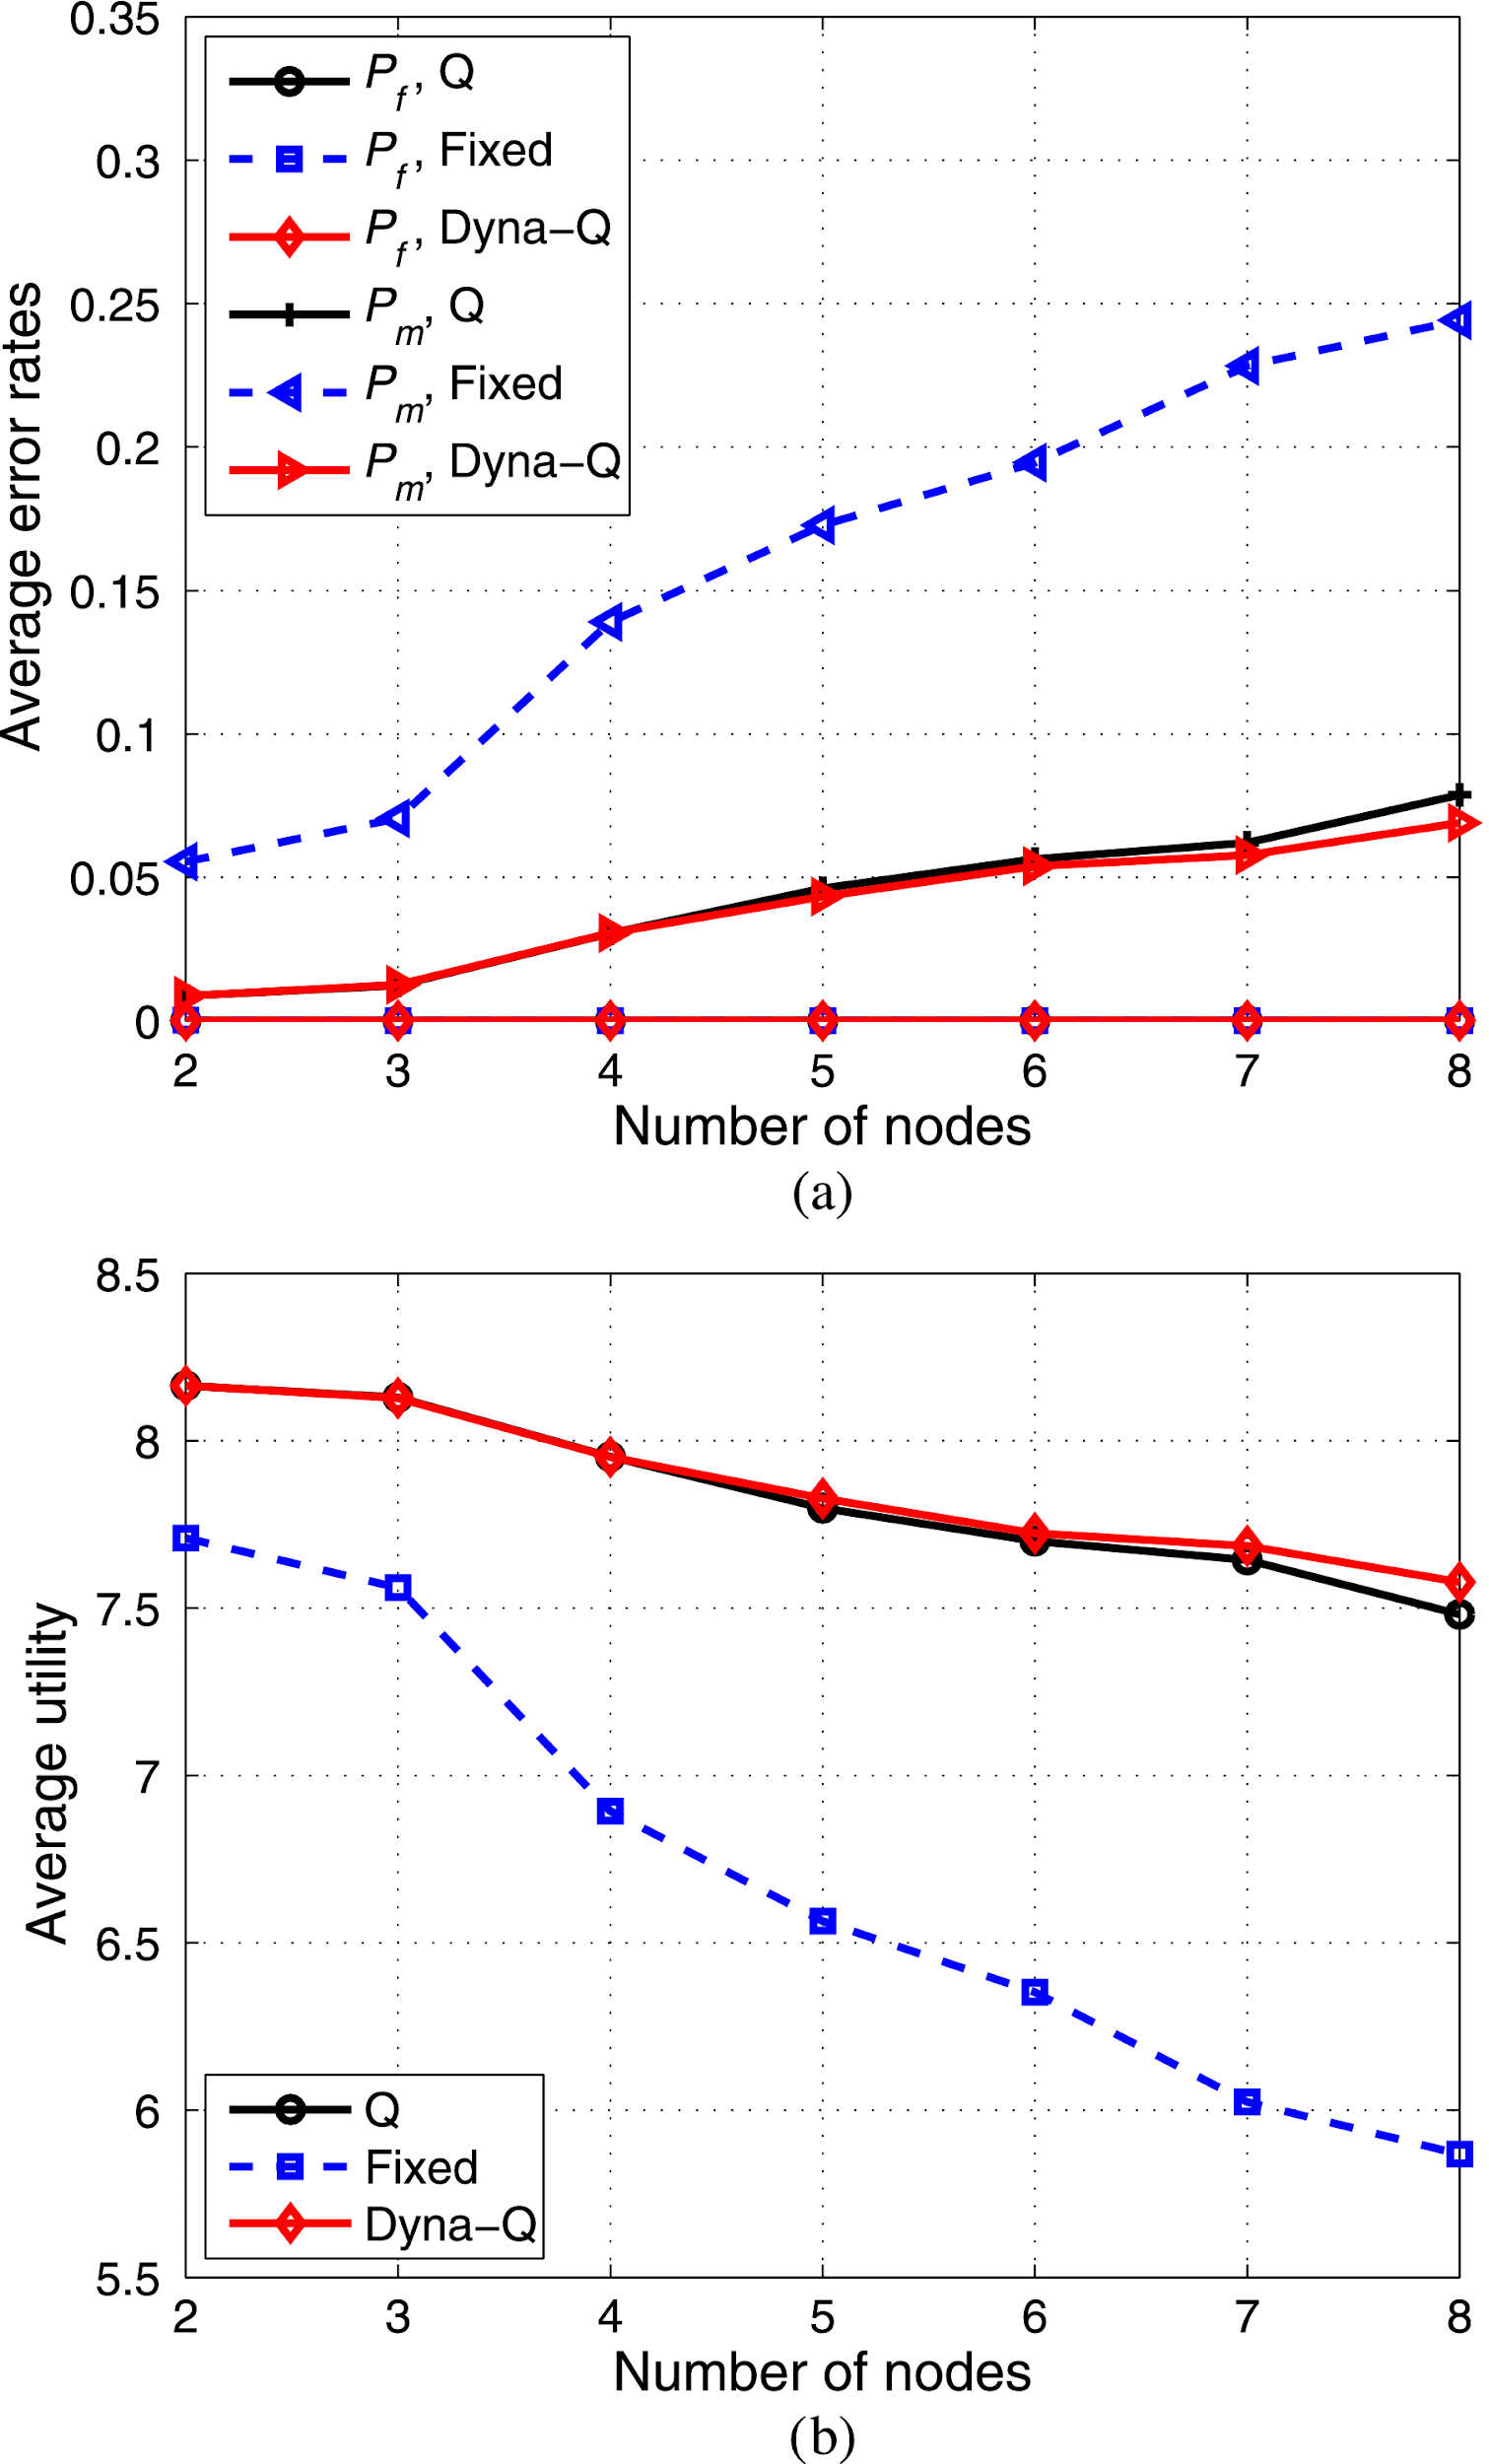 0.35
0.3
0.25
0.2
0.15
0.1
0.05
0
Average error rates
P_f, Q
P_f, Fixed
P_f, Dyna–Q
P_m, Q
P_m, Fixed
P_m, Dyna–Q
2 3 4 5 6 7 8
Number of nodes
(a)
8.5
8
7.5
7
6.5
6
5.5
Average utility
Q
Fixed
Dyna–Q
2 3 4 5 6 7 8
Number of nodes
(b)